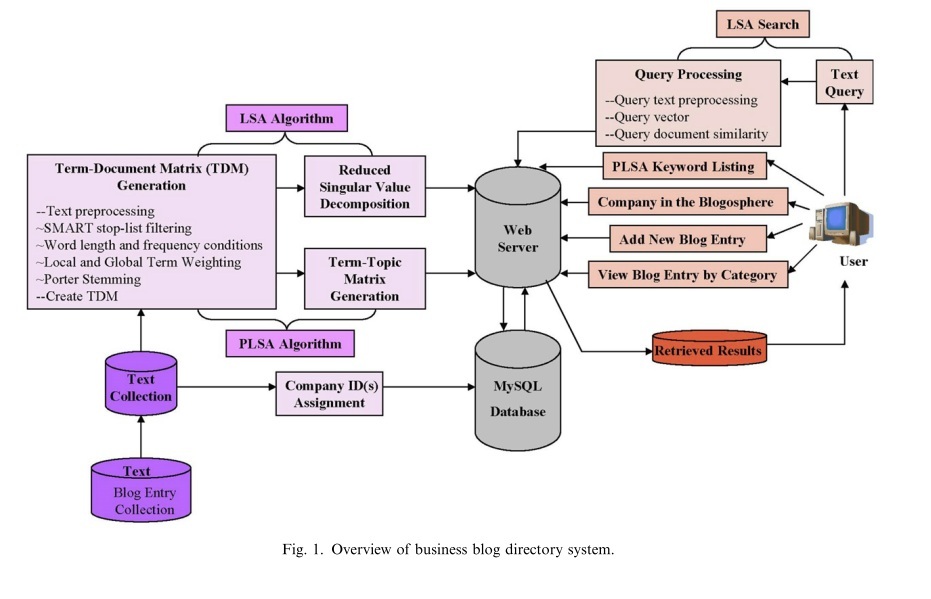 LSA Search
Query Processing
--Query text preprocessing
--Query vector
--Query document similarity
Text
Query
LSA Algorithm
Term-Document Matrix (TDM)
Generation
--Text preprocessing
~SMART stop-list filtering
~Word length and frequency conditions
~Local and Global Term Weighting
~Porter Stemming
--Create TDM
Reduced
Singular Value
Decomposition
Term-Topic
Matrix
Generation
PLSA Algorithm
Web
Server
PLSA Keyword Listing
Company in the Blogosphere
Add New Blog Entry
View Blog Entry by Category
User
Retrieved Results
Text
Collection
Company ID(s)
Assignment
MySQL
Database
Text
Blog Entry
Collection
Fig. 1. Overview of business blog directory system.